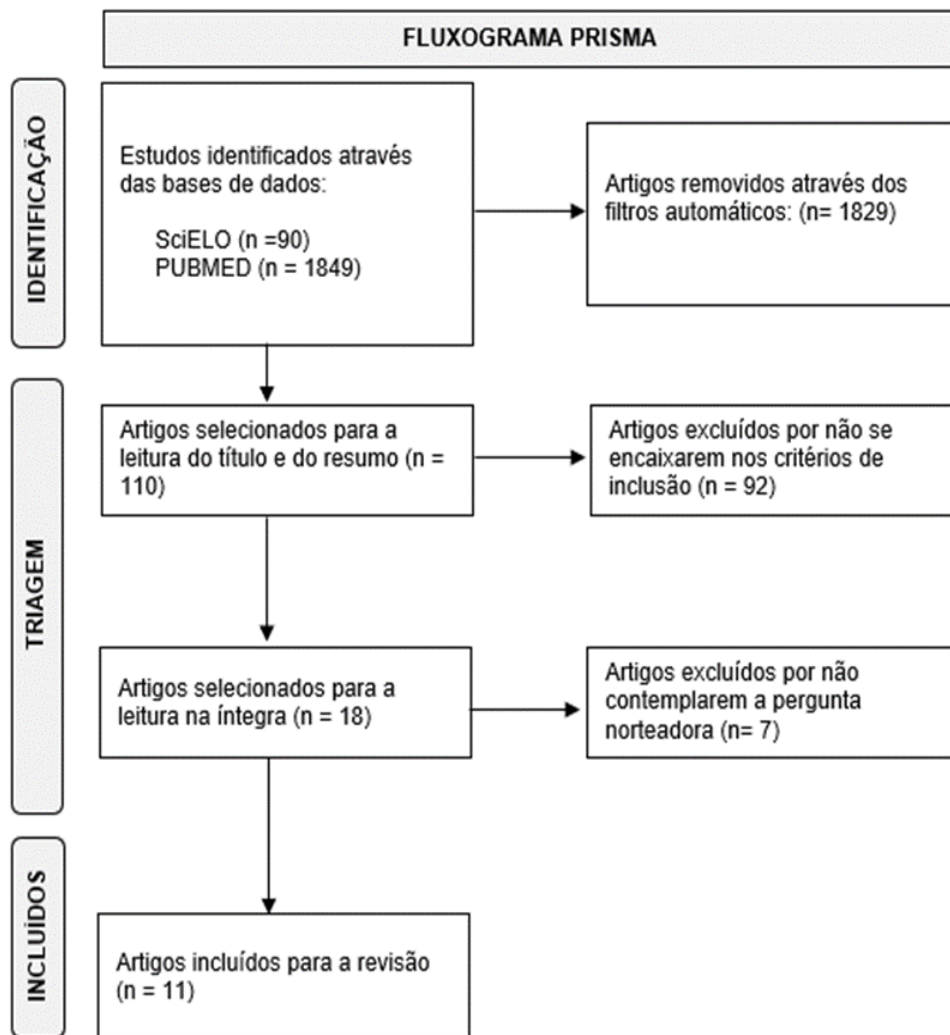 FLUXOGRAMA PRISMA
IDENTIFICAÇÃO
Estudos identificados através
das bases de dados:
SciELO (n =90)
PUBMED (n = 1849)
Artigos removidos através dos
filtros automáticos: (n= 1829)
TRIAGEM
Artigos selecionados para a
leitura do título e do resumo (n =
110)
Artigos excluídos por não se
encaixarem nos critérios de
inclusão (n = 92)
Artigos selecionados para a
leitura na íntegra (n = 18)
Artigos excluídos por não
contemplarem a pergunta
norteadora (n= 7)
INCLUÍDOS
Artigos incluídos para a revisão
(n = 11)